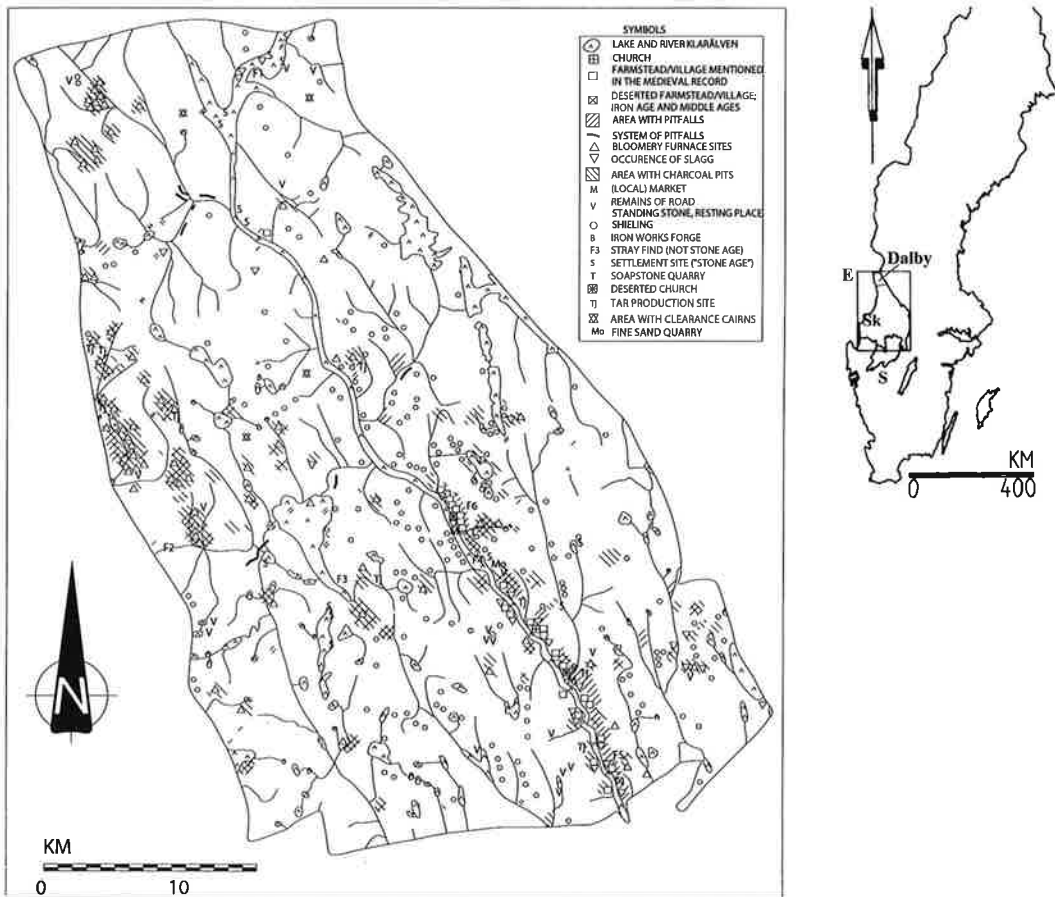 SYMBOLS
LAKE AND RIVER KLARÄLVEN
CHURCH
FARMSTEAD/VILLAGE MENTIONED
IN THE MEDIEVAL RECORD
DESERTED FARMSTEAD/VILLAGE;
IRON AGE AND MIDDLE AGES
AREA WITH PITFALLS
SYSTEM OF PITFALLS
BLOOMERY FURNACE SITES
OCCURENCE OF SLAGG
AREA WITH CHARCOAL PITS
M (LOCAL) MARKET
V REMAINS OF ROAD
STANDING STONE, RESTING PLACE
SHIELING
B IRON WORKS FORGE
F3 STRAY FIND (NOT STONE AGE)
S SETTLEMENT SITE ("STONE AGE")
T SOAPSTONE QUARRY
DESERTED CHURCH
TJ TAR PRODUCTION SITE
AREA WITH CLEARANCE CAIRNS
Mo FINE SAND QUARRY
E
Dalby
Sk
S
KM
0 400
V
V
V
S
S
F6
F2
Mo
F3
V
V
V
V
V
V
V V
F5
N
KM
0 10